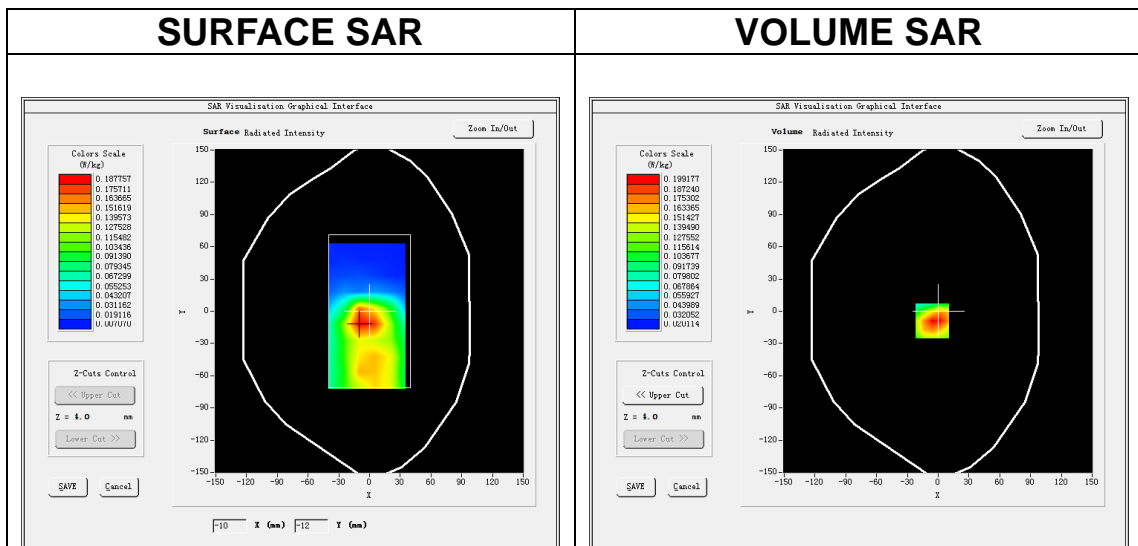 SURFACE SAR
VOLUME SAR
SAR Visualisation Graphical Interface
Surface Radiated Intensity
Zoom In/Out
Colors Scale
(W/kg)
0.187757
0.175711
0.163665
0.151619
0.139573
0.127528
0.115482
0.103436
0.091390
0.079345
0.067299
0.055253
0.043207
0.031162
0.019116
0.007070
Z-Cuts Control
<< Upper Cut
Z = 4.0 mm
Lower Cut >>
SAVE
Cancel
150
120
90
60
30
0
-30
-60
-90
-120
-150
Y
-150 -120 -90 -60 -30 0 30 60 90 120 150
X
-10 X (mm) -12 Y (mm)
SAR Visualisation Graphical Interface
Volume Radiated Intensity
Zoom In/Out
Colors Scale
(W/kg)
0.199177
0.187240
0.175302
0.163365
0.151427
0.139490
0.127552
0.115614
0.103677
0.091739
0.079802
0.067864
0.055927
0.043989
0.032052
0.020114
Z-Cuts Control
<< Upper Cut
Z = 4.0 mm
Lower Cut >>
SAVE
Cancel
150
120
90
60
30
0
-30
-60
-90
-120
-150
Y
-150 -120 -90 -60 -30 0 30 60 90 120 150
X